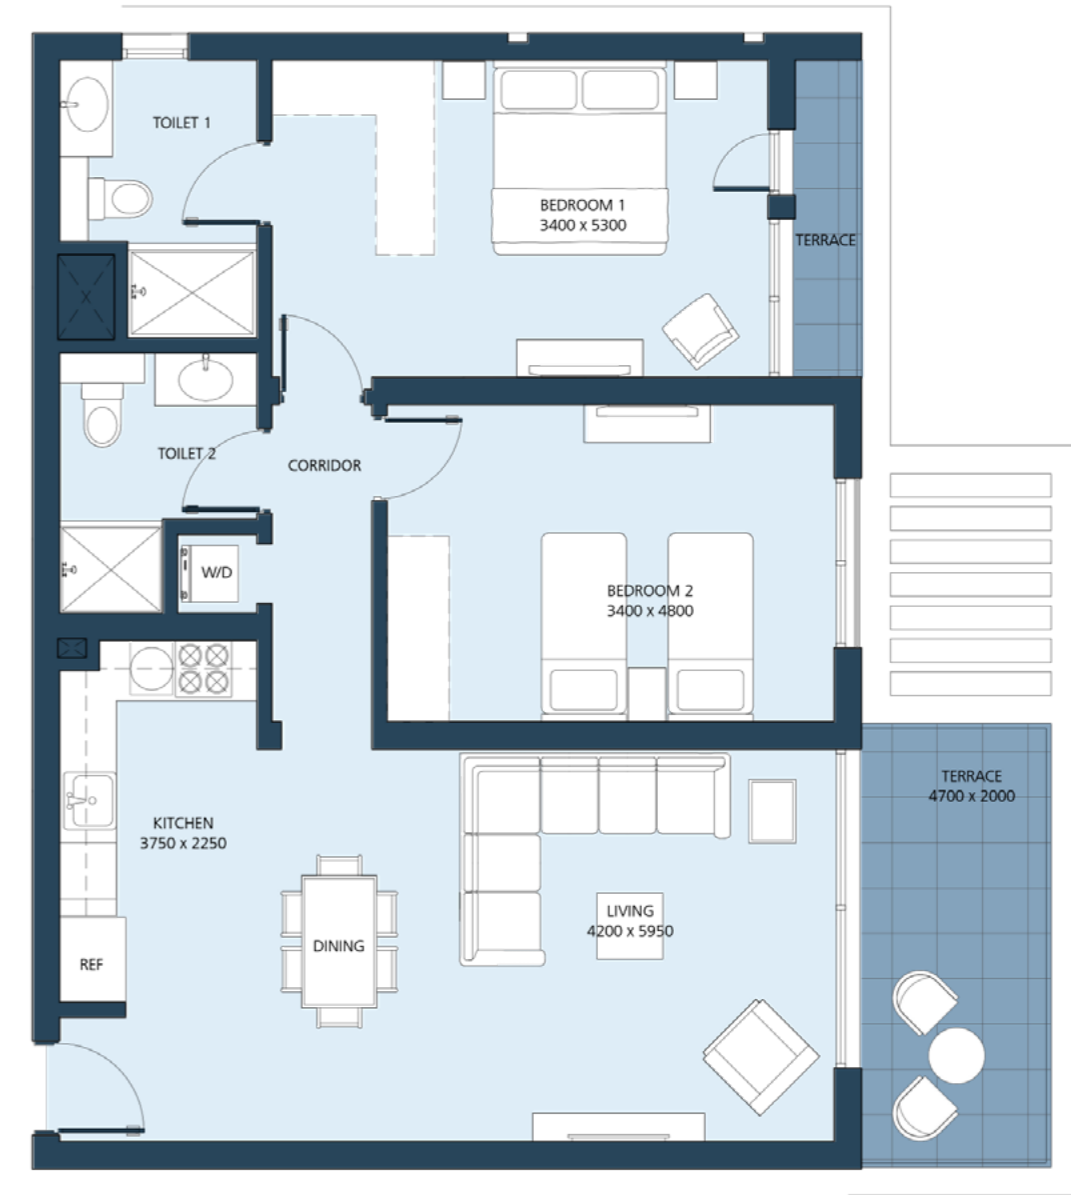 TOILET 1
BEDROOM 1
3400 x 5300
TERRACE
TOILET 2
CORRIDOR
W/D
BEDROOM 2
3400 x 4800
TERRACE
4700 x 2000
KITCHEN
3750 x 2250
LIVING
4200 x 5950
DINING
REF